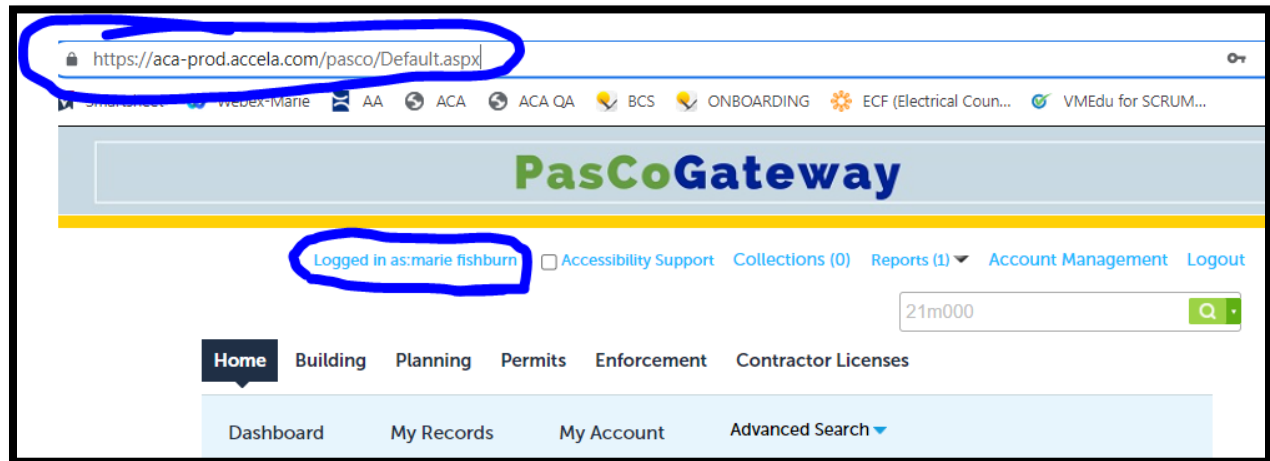 https://aca-prod.accela.com/pasco/Default.aspx
Webex-Marie AA ACA ACA QA BCS ONBOARDING ECF (Electrical Coun... VMEdu for SCRUM...
PasCoGateway
Logged in as:marie fishburn Accessibility Support Collections (0) Reports (1) Account Management Logout
21m000
Home Building Planning Permits Enforcement Contractor Licenses
Dashboard My Records My Account Advanced Search